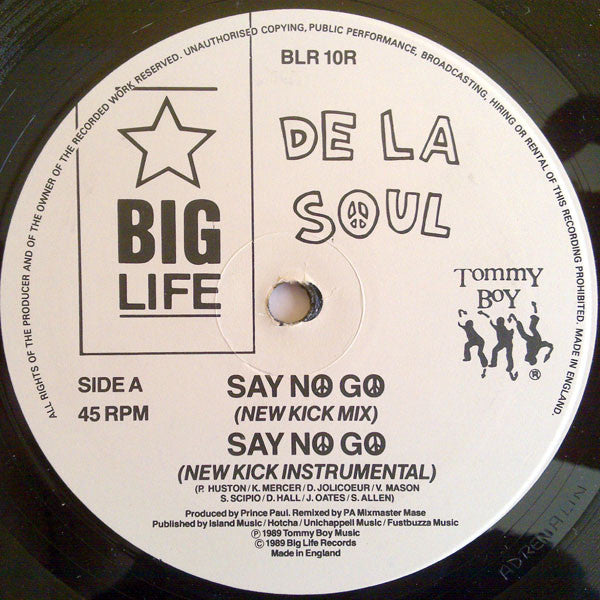 ALL RIGHTS OF THE PRODUCER AND OF THE OWNER OF THE RECORDED WORK RESERVED. UNAUTHORISED COPYING, PUBLIC PERFORMANCE, BROADCASTING, HIRING OR RENTAL OF THIS RECORDING PROHIBITED. MADE IN ENGLAND.
BLR 10R
DE LA
SOUL
BIG
LIFE
TOMMY
BOY
®
SIDE A
45 RPM
SAY NO GO
(NEW KICK MIX)
SAY NO GO
(NEW KICK INSTRUMENTAL)
(P. HUSTON/K. MERCER/D. JOLICOEUR/V. MASON
S. SCIPIO/D. HALL/J. OATES/S. ALLEN)
Produced by Prince Paul. Remixed by PA Mixmaster Mase
Published by Island Music/Hotcha/Unichappell Music/Fustbuzza Music
℗ 1989 Tommy Boy Music
© 1989 Big Life Records
Made in England
ADRENALIN